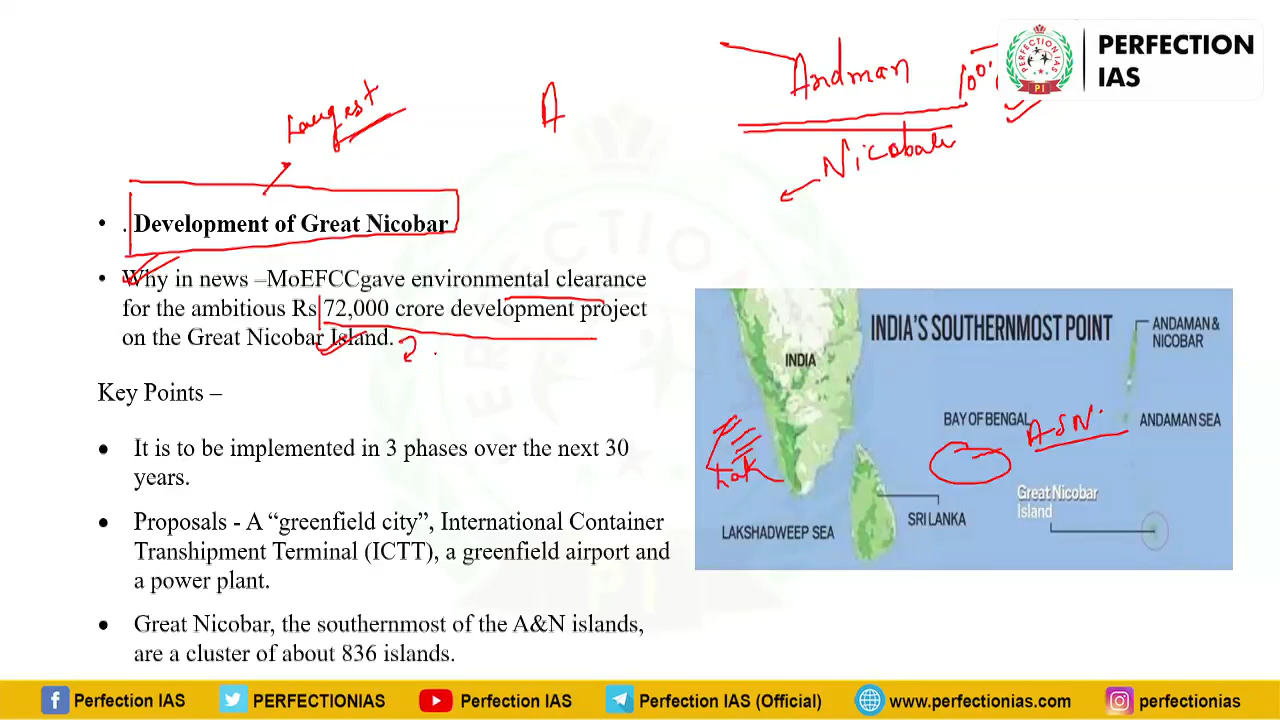 PERFECTION
IAS
PERFECTION IAS
PI
Andman
Nicobar
Largest
A
• . Development of Great Nicobar
• Why in news –MoEFCCgave environmental clearance
for the ambitious Rs 72,000 crore development project
on the Great Nicobar Island.
Key Points –
• It is to be implemented in 3 phases over the next 30
years.
• Proposals - A “greenfield city”, International Container
Transhipment Terminal (ICTT), a greenfield airport and
a power plant.
• Great Nicobar, the southernmost of the A&N islands,
are a cluster of about 836 islands.
INDIA'S SOUTHERNMOST POINT
ANDAMAN &
NICOBAR
INDIA
BAY OF BENGAL
ANDAMAN SEA
Great Nicobar
Island
SRI LANKA
LAKSHADWEEP SEA
Perfection IAS
PERFECTIONIAS
Perfection IAS
Perfection IAS (Official)
www.perfectionias.com
perfectionias